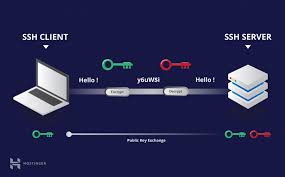 SSH CLIENT
SSH SERVER
Hello !
y6uWSi
Hello !
Encrypt
Decrypt
Public Key Exchange
HOSTINGER